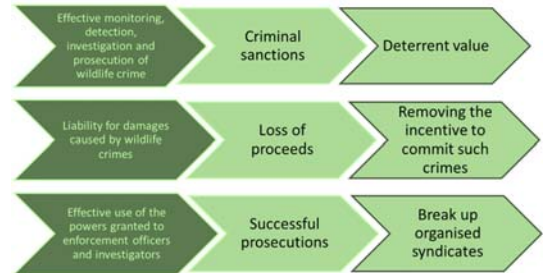 Effective monitoring,
detection,
investigation and
prosecution of
wildlife crime
Criminal
sanctions
Deterrent value
Liability for damages
caused by wildlife
crimes
Loss of
proceeds
Removing the
incentive to
commit such
crimes
Effective use of the
powers granted to
enforcement officers
and investigators
Successful
prosecutions
Break up
organised
syndicates